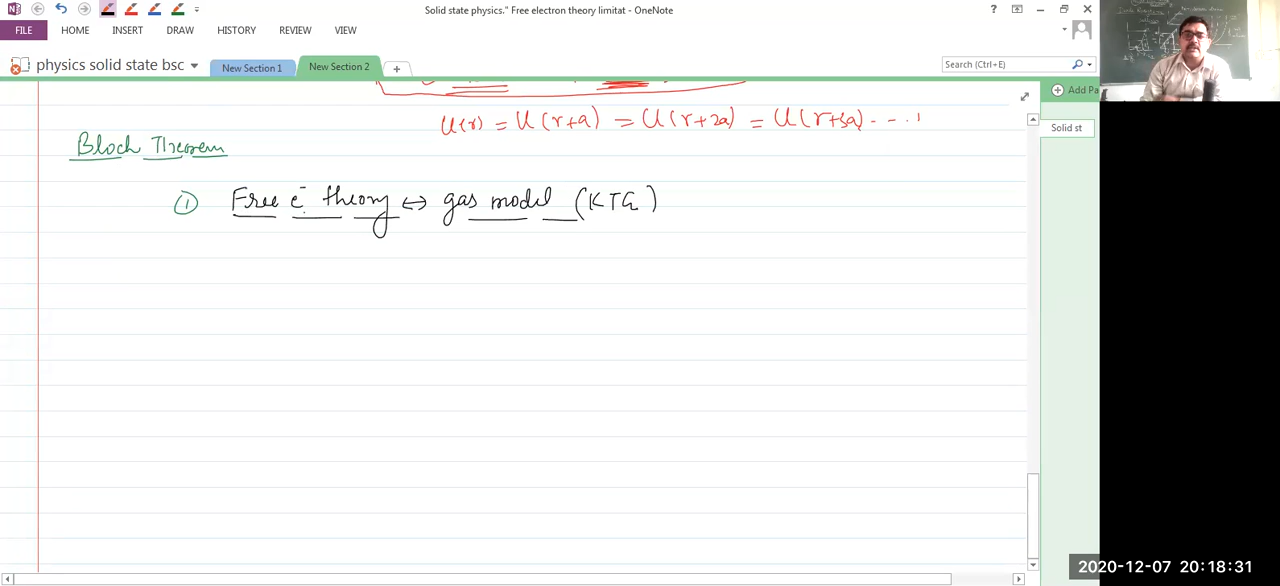 Solid state physics." Free electron theory limitat - OneNote
FILE HOME INSERT DRAW HISTORY REVIEW VIEW
physics solid state bsc New Section 1 New Section 2 +
Search (Ctrl+E)
Add Pa
Solid st
U(r) = U(r+a) = U(r+2a) = U(r+3a) - - - .
Bloch Theorem
① Free e⁻ theory ↔ gas model (KTG)
2020-12-07 20:18:31